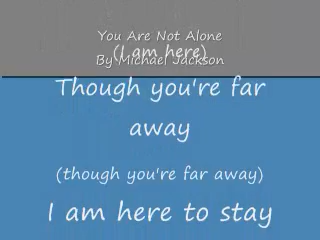 You Are Not Alone
(I am here)
By Michael Jackson
Though you're far
away
(though you're far away)
I am here to stay